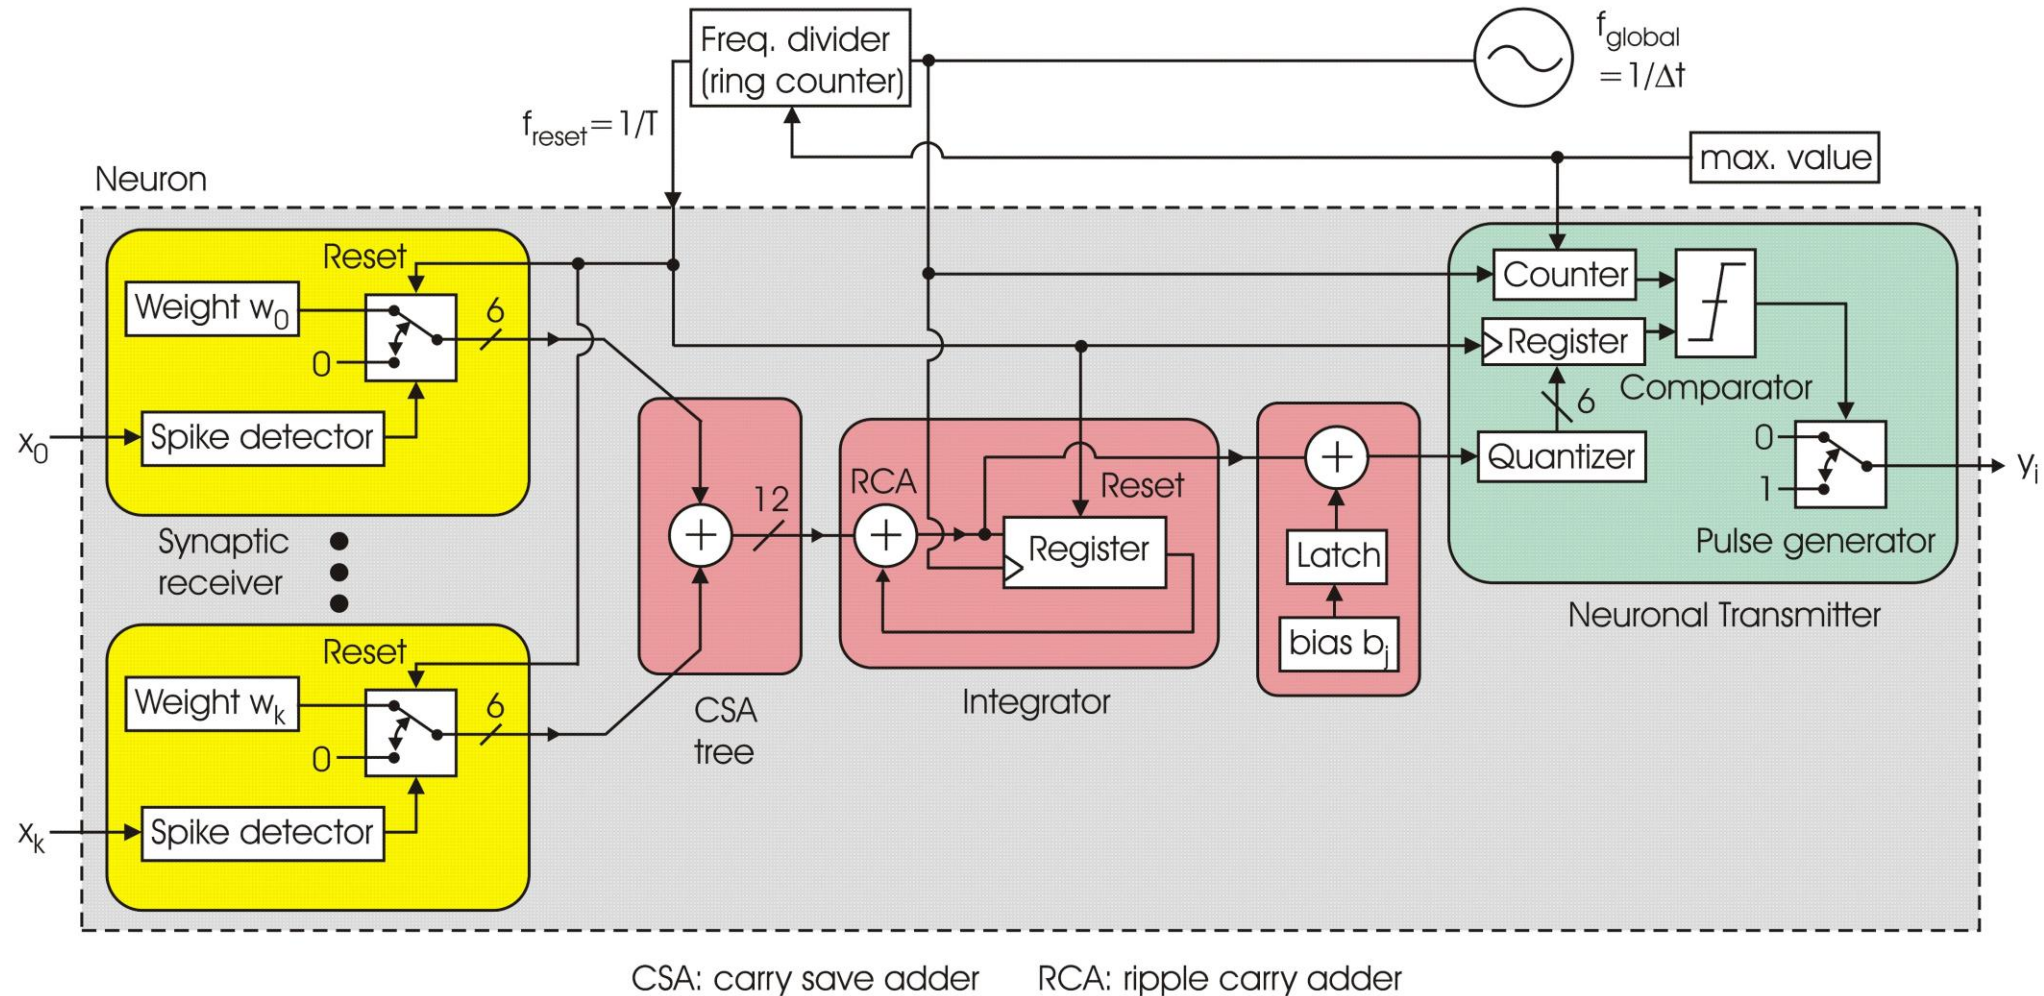 Freq. divider
(ring counter)
f_global
=1/Δt
f_reset=1/T
max. value
Neuron
Reset
Weight w_0
6
0
Spike detector
x_0
Synaptic
receiver
Reset
Weight w_k
6
0
Spike detector
x_k
12
CSA
tree
RCA
Reset
Register
Integrator
Latch
bias b_j
Counter
Register
Comparator
6
Quantizer
0
1
y_i
Pulse generator
Neuronal Transmitter
CSA: carry save adder RCA: ripple carry adder